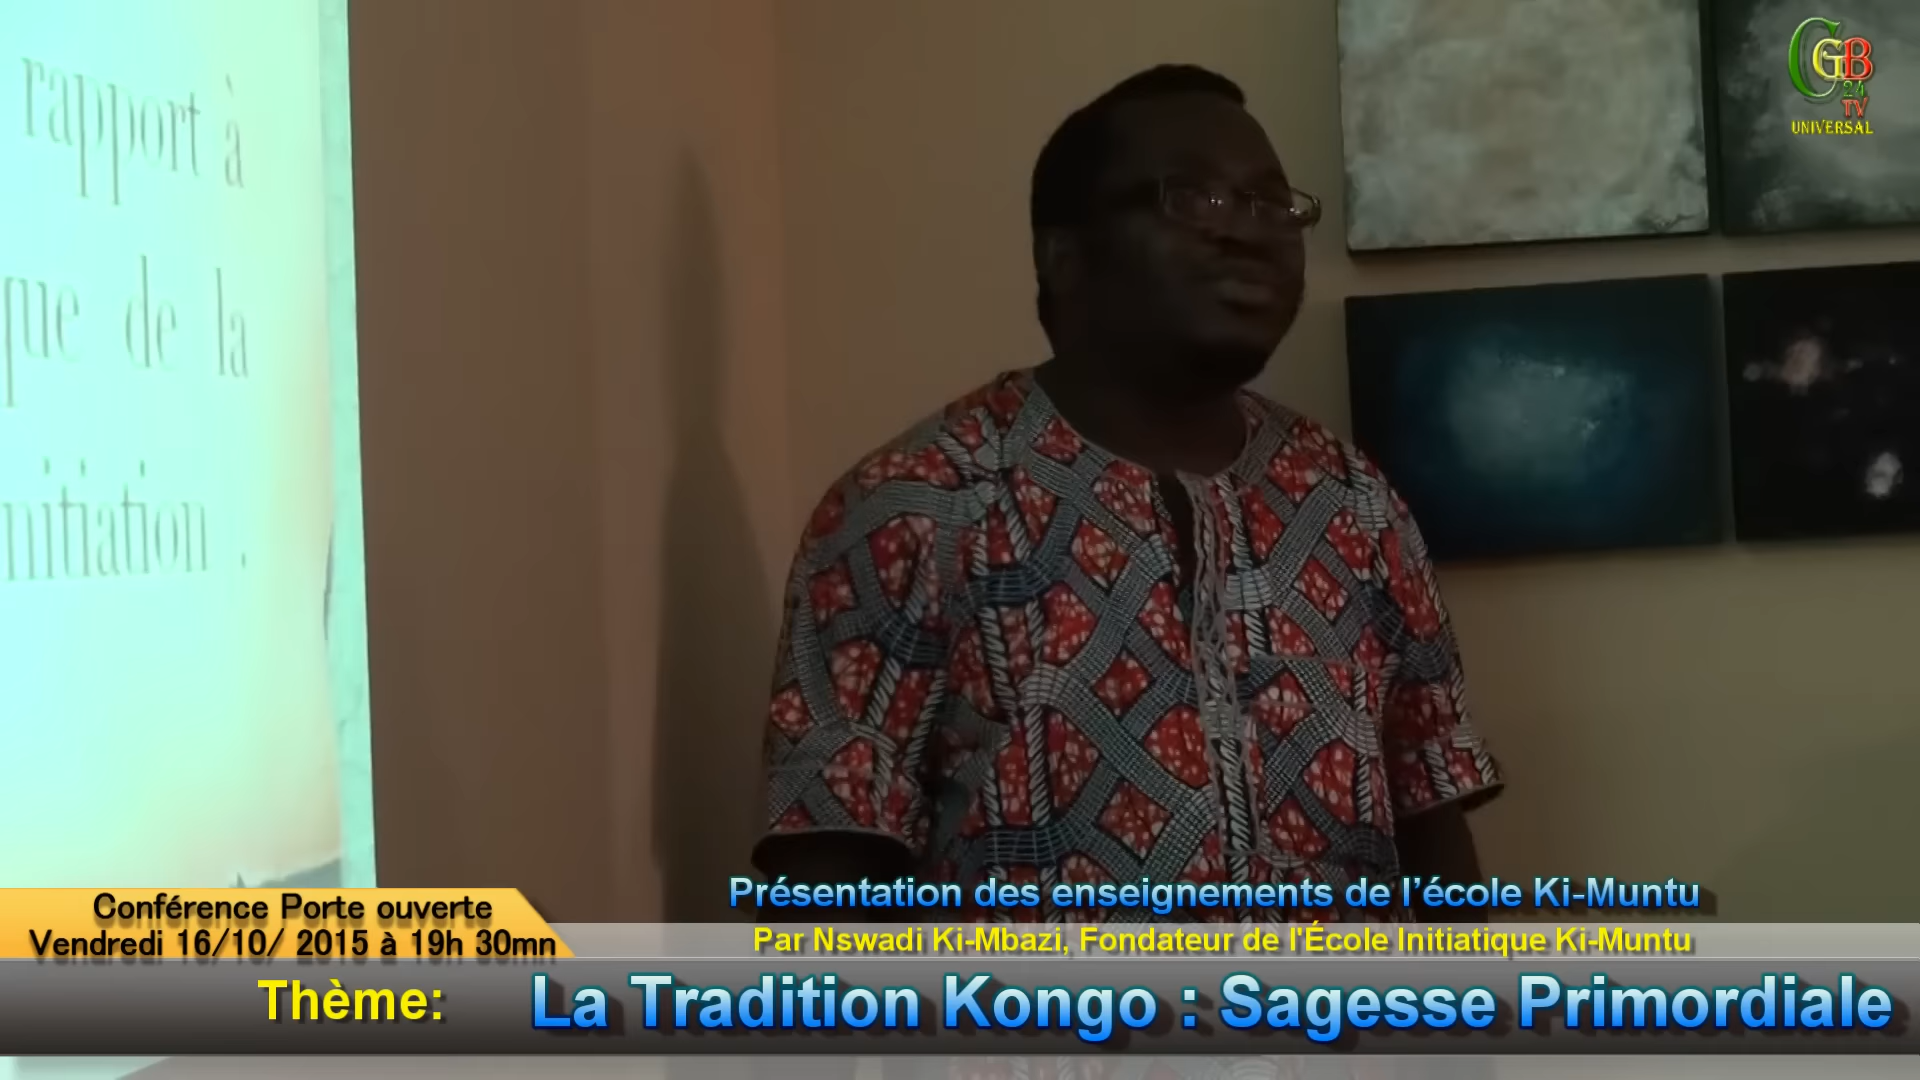 rapport à
que de la
nitiation .
CGB
24
TV
UNIVERSAL
Présentation des enseignements de l’école Ki-Muntu
Conférence Porte ouverte
Vendredi 16/10/ 2015 à 19h 30mn
Par Nswadi Ki-Mbazi, Fondateur de l'École Initiatique Ki-Muntu
Thème: La Tradition Kongo : Sagesse Primordiale